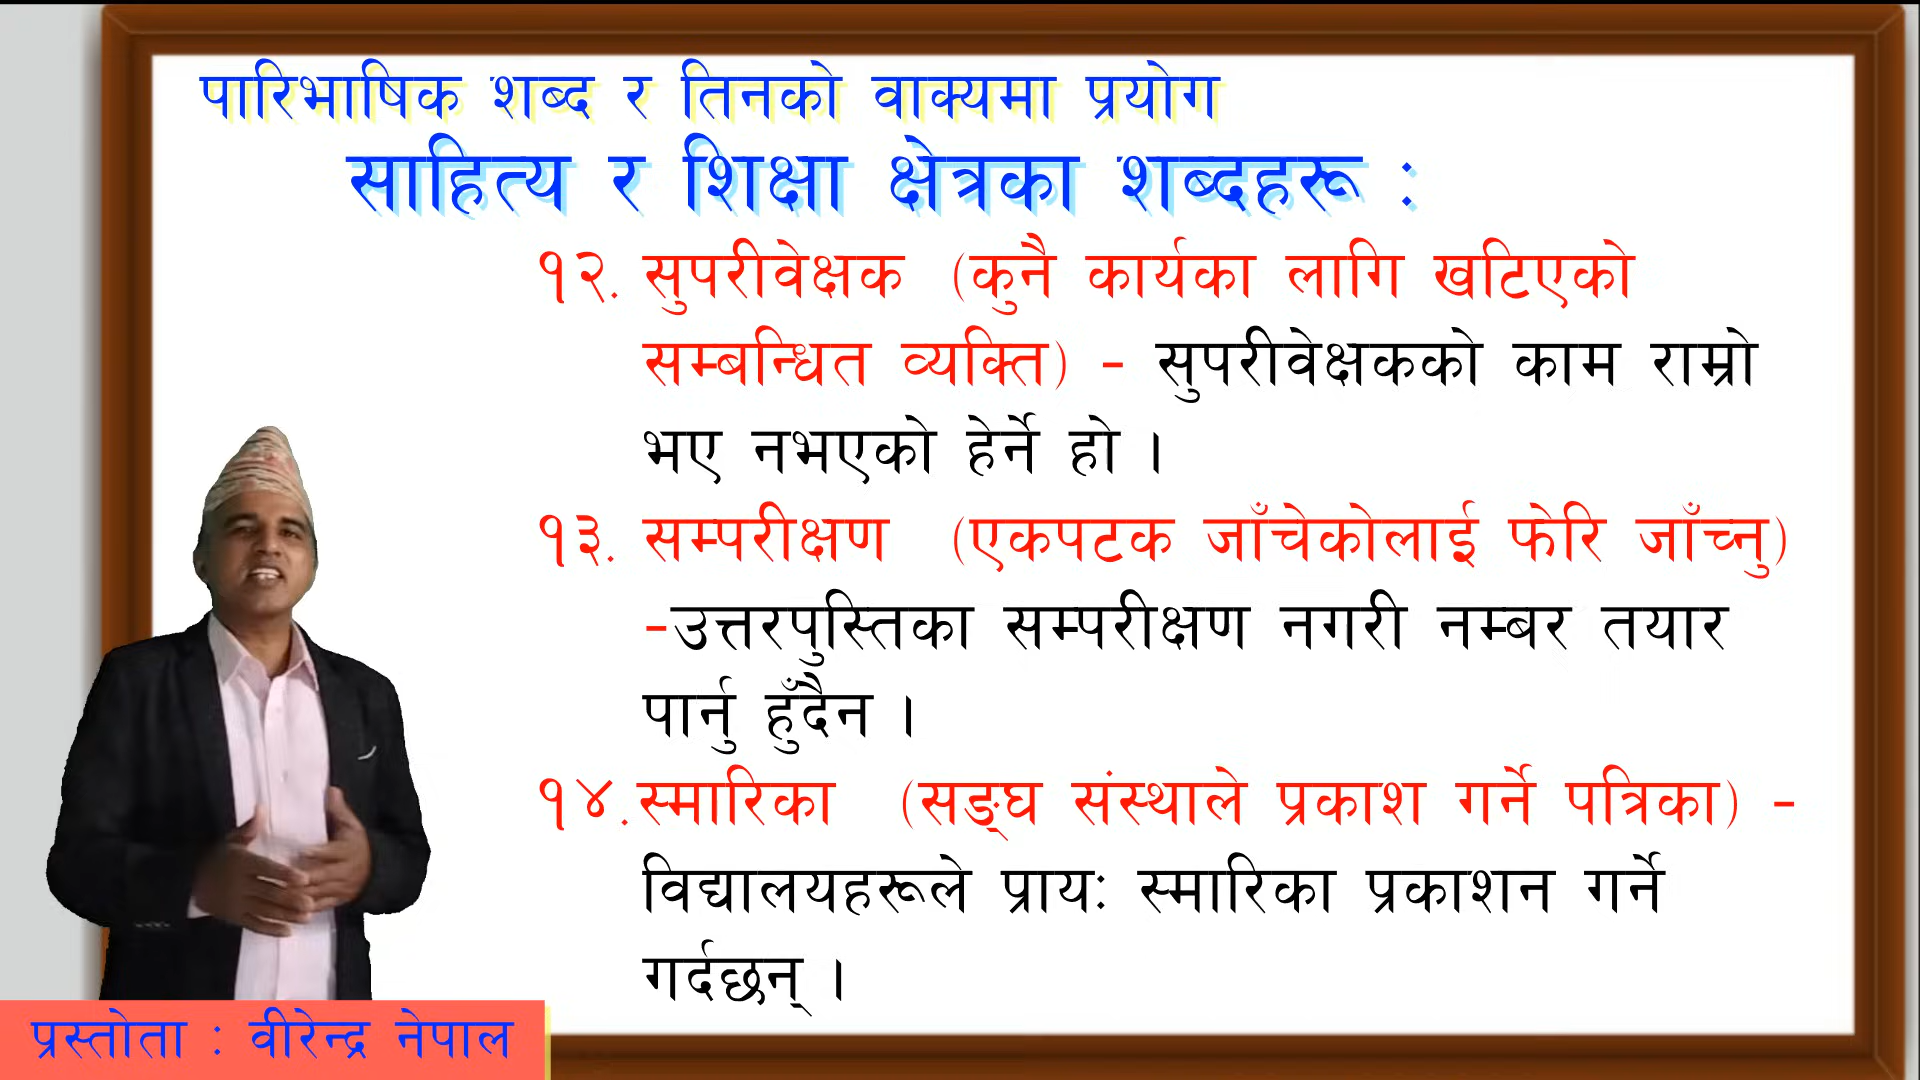 पारिभाषिक शब्द र तिनको वाक्यमा प्रयोग
साहित्य र शिक्षा क्षेत्रका शब्दहरू :
१२. सुपरीवेक्षक (कुनै कार्यका लागि खटिएको
सम्बन्धित व्यक्ति) - सुपरीवेक्षकको काम राम्रो
भए नभएको हेर्ने हो ।
१३. सम्परीक्षण (एकपटक जाँचेकोलाई फेरि जाँच्नु)
-उत्तरपुस्तिका सम्परीक्षण नगरी नम्बर तयार
पार्नु हुँदैन ।
१४.स्मारिका (सङ्घ संस्थाले प्रकाश गर्ने पत्रिका) -
विद्यालयहरूले प्रायः स्मारिका प्रकाशन गर्ने
गर्दछन् ।
प्रस्तोता : वीरेन्द्र नेपाल